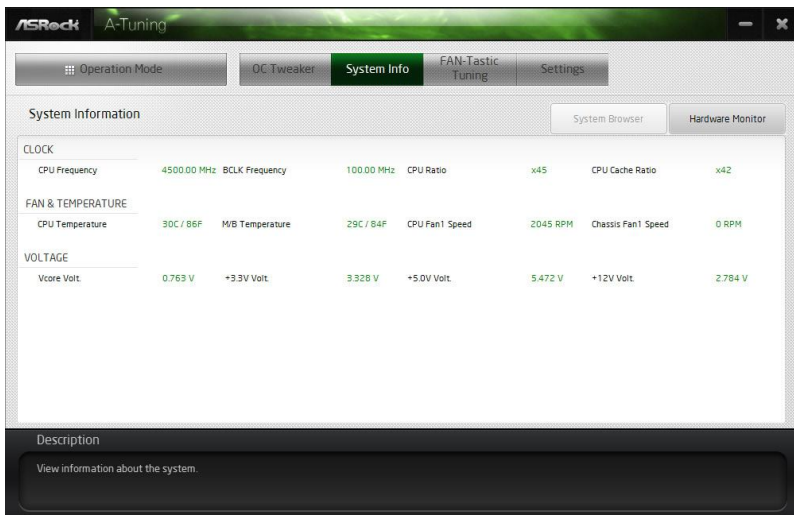 ASRock A-Tuning
Operation Mode OC Tweaker System Info FAN-Tastic Tuning Settings
System Information System Browser Hardware Monitor
CLOCK
CPU Frequency 4500.00 MHz BCLK Frequency 100.00 MHz CPU Ratio x45 CPU Cache Ratio x42
FAN & TEMPERATURE
CPU Temperature 30C / 86F M/B Temperature 29C / 84F CPU Fan1 Speed 2045 RPM Chassis Fan1 Speed 0 RPM
VOLTAGE
Vcore Volt. 0.763 V +3.3V Volt. 3.328 V +5.0V Volt. 5.472 V +12V Volt. 2.784 V
Description
View information about the system.